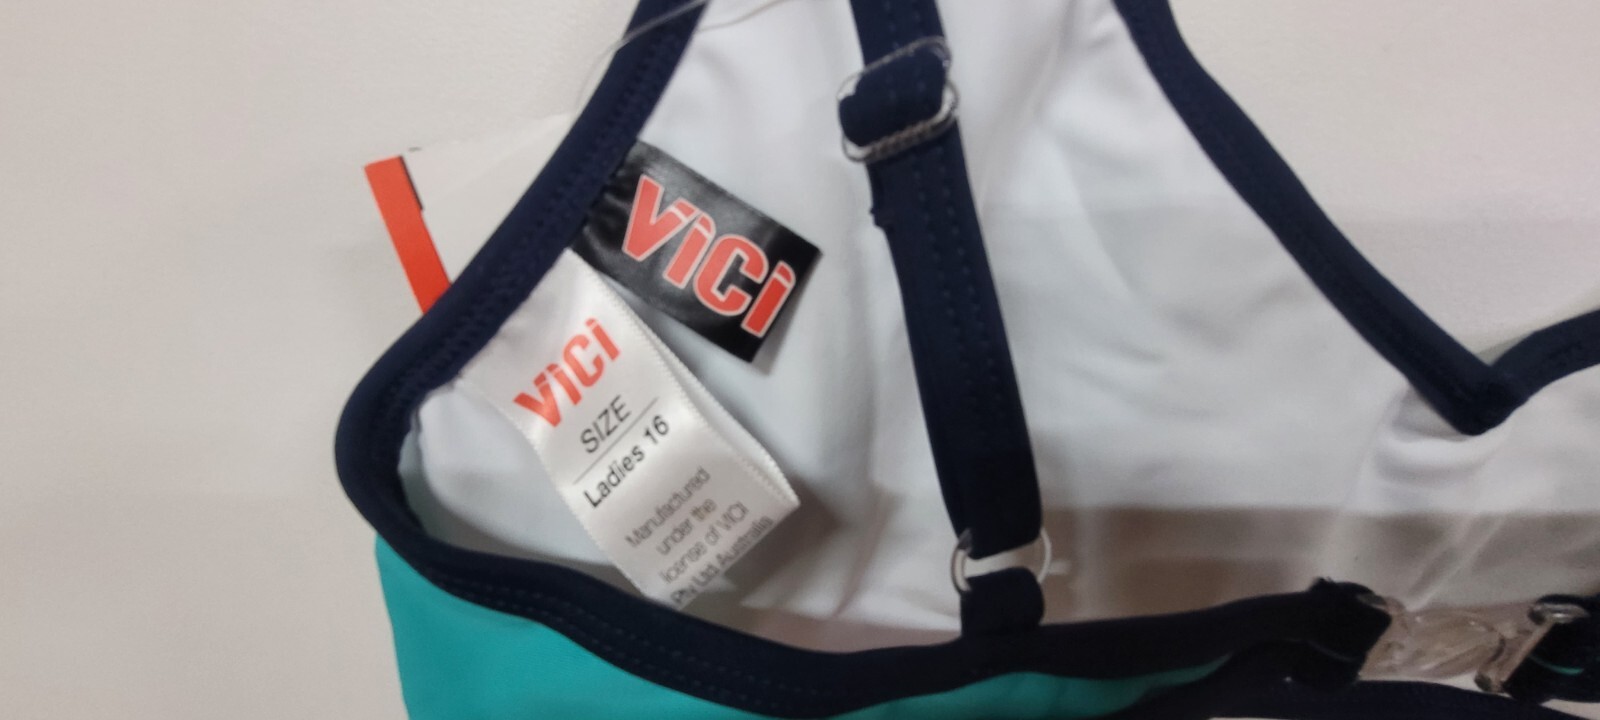 VICI
VICI
SIZE
Ladies 16
Manufactured
under the
license of VICI
Pty Ltd Australia